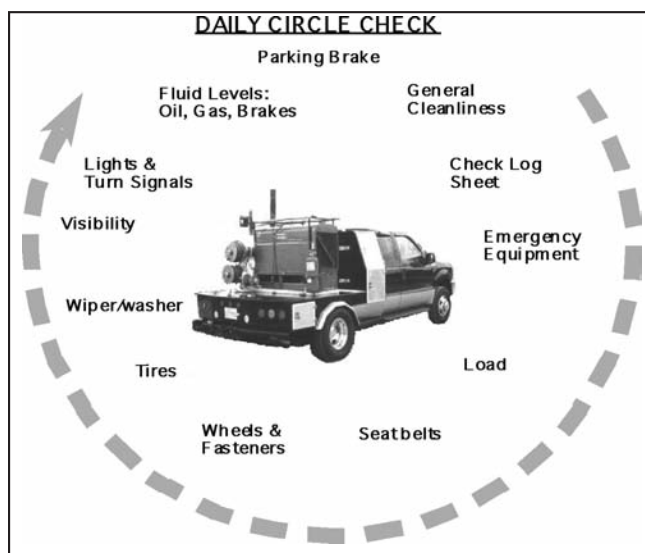 DAILY CIRCLE CHECK
Parking Brake
Fluid Levels:
Oil, Gas, Brakes
General
Cleanliness
Lights &
Turn Signals
Check Log
Sheet
Visibility
Emergency
Equipment
Wiper/washer
Tires
Load
Wheels &
Fasteners
Seatbelts